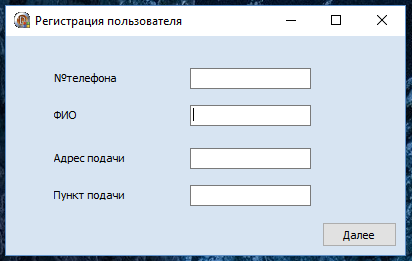 Регистрация пользователя
№телефона
ФИО
Адрес подачи
Пункт подачи
Далее